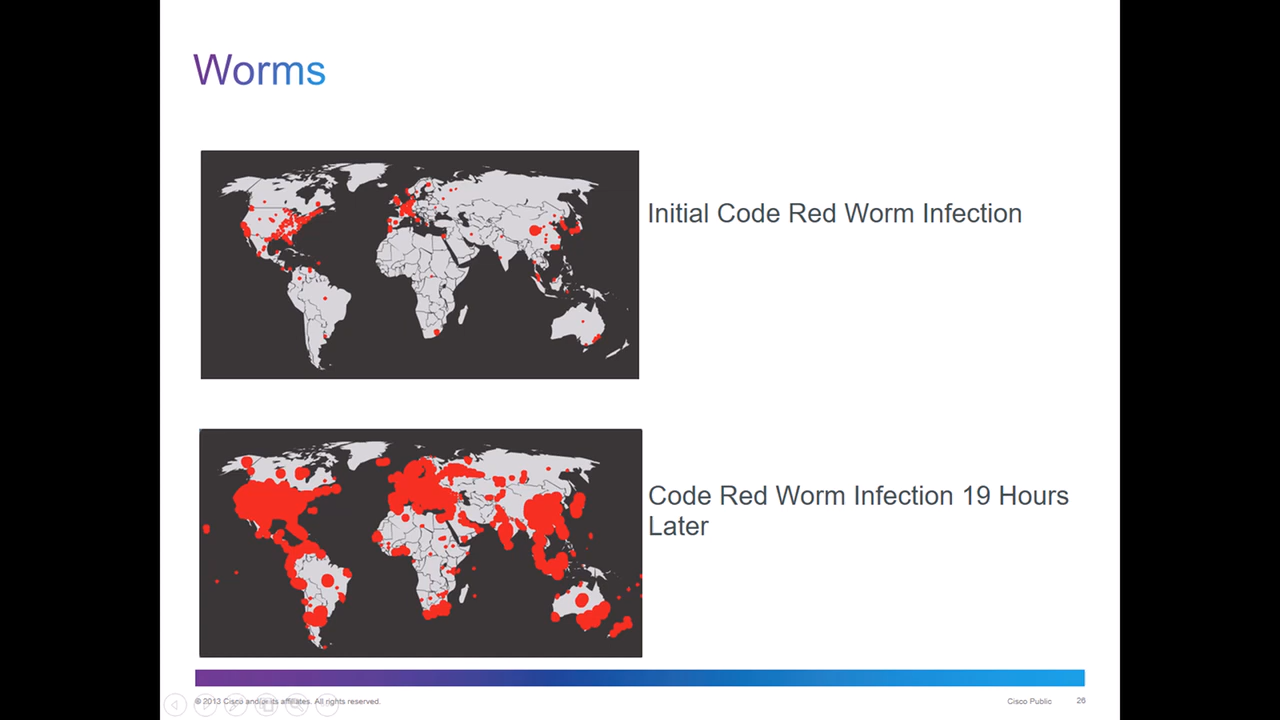 Worms
Initial Code Red Worm Infection
Code Red Worm Infection 19 Hours
Later
© 2013 Cisco and/or its affiliates. All rights reserved.
Cisco Public
26